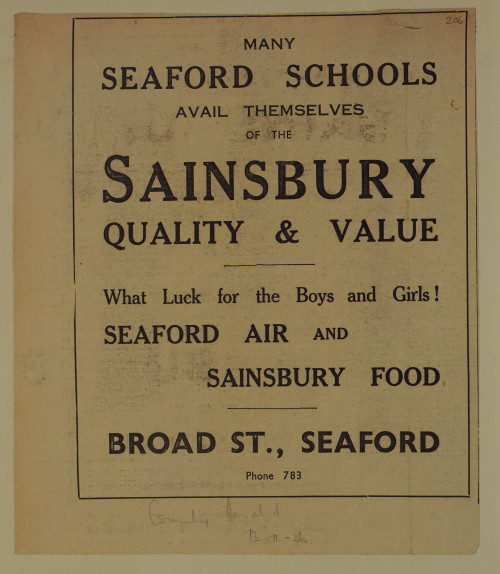 206
MANY
SEAFORD SCHOOLS
AVAIL THEMSELVES
OF THE
SAINSBURY
QUALITY & VALUE
What Luck for the Boys and Girls!
SEAFORD AIR AND
SAINSBURY FOOD
BROAD ST., SEAFORD
Phone 783